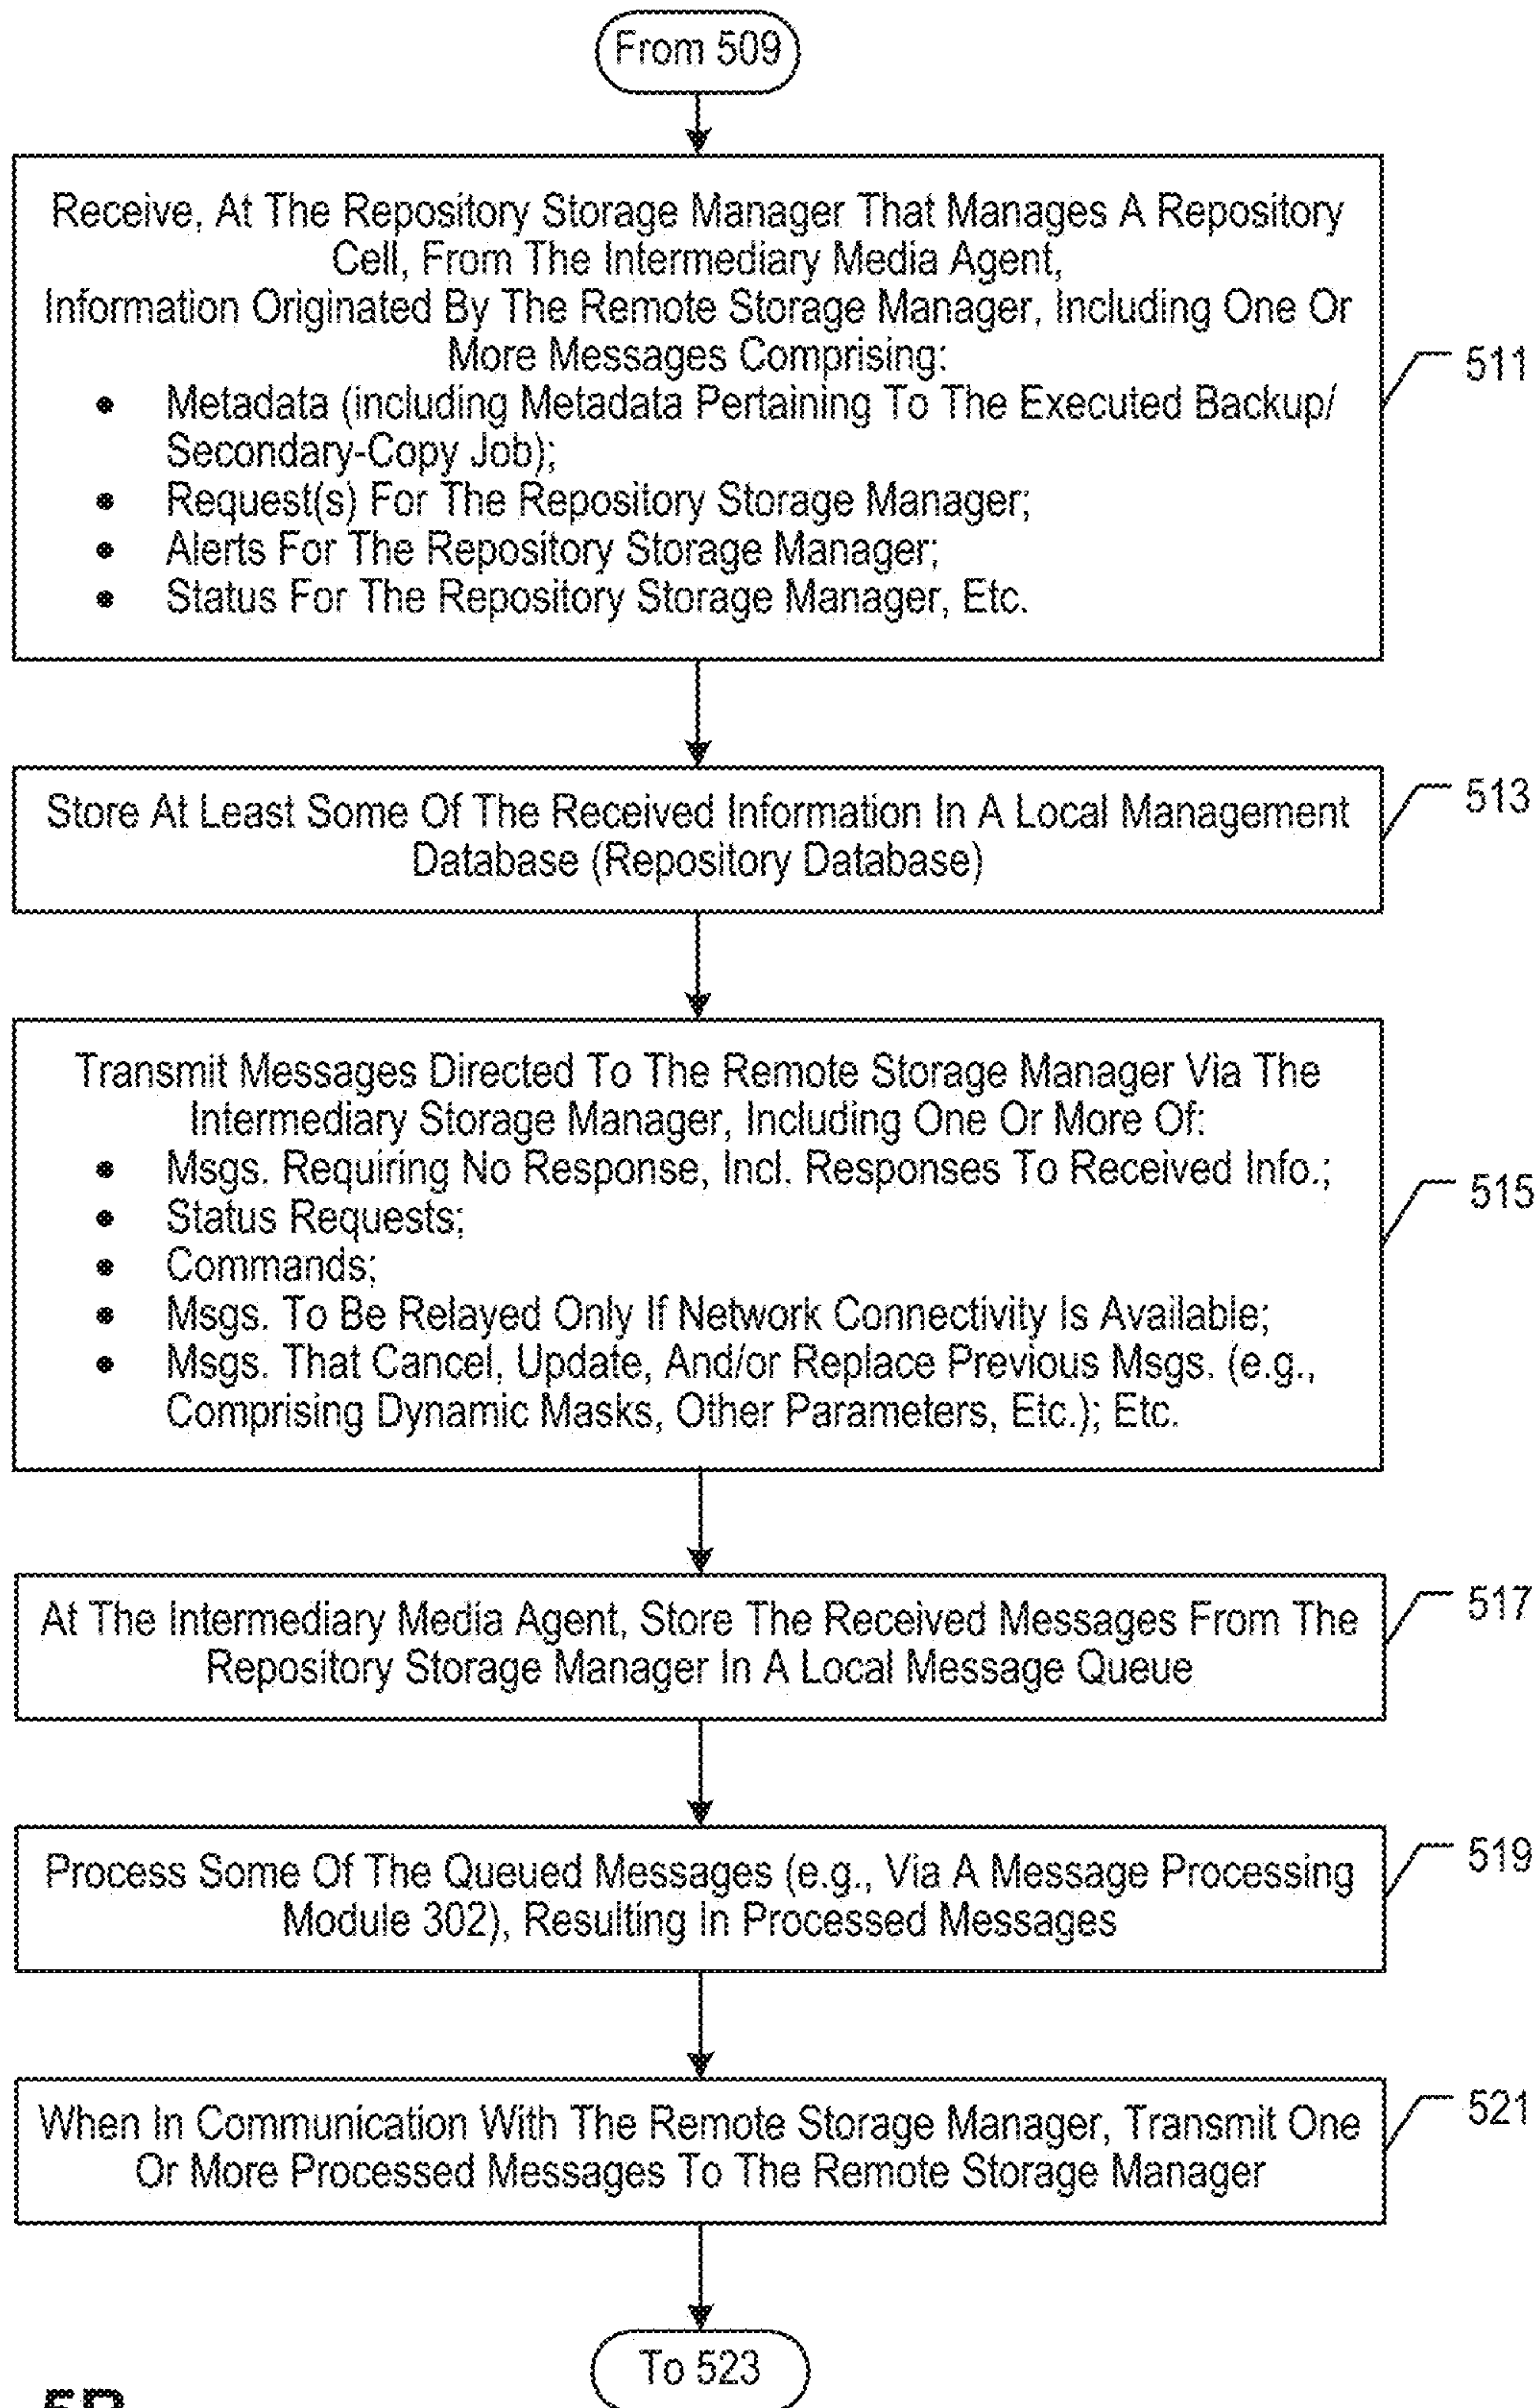 From 509
Receive, At The Repository Storage Manager That Manages A Repository
Cell, From The Intermediary Media Agent,
Information Originated By The Remote Storage Manager, Including One Or
More Messages Comprising:
• Metadata (including Metadata Pertaining To The Executed Backup/
Secondary-Copy Job);
• Request(s) For The Repository Storage Manager;
• Alerts For The Repository Storage Manager;
• Status For The Repository Storage Manager, Etc.
511
Store At Least Some Of The Received Information In A Local Management
Database (Repository Database)
513
Transmit Messages Directed To The Remote Storage Manager Via The
Intermediary Storage Manager, Including One Or More Of:
• Msgs. Requiring No Response, Incl. Responses To Received Info.;
• Status Requests;
• Commands;
• Msgs. To Be Relayed Only If Network Connectivity Is Available;
• Msgs. That Cancel, Update, And/or Replace Previous Msgs. (e.g.,
Comprising Dynamic Masks, Other Parameters, Etc.); Etc.
515
At The Intermediary Media Agent, Store The Received Messages From The
Repository Storage Manager In A Local Message Queue
517
Process Some Of The Queued Messages (e.g., Via A Message Processing
Module 302), Resulting In Processed Messages
519
When In Communication With The Remote Storage Manager, Transmit One
Or More Processed Messages To The Remote Storage Manager
521
To 523